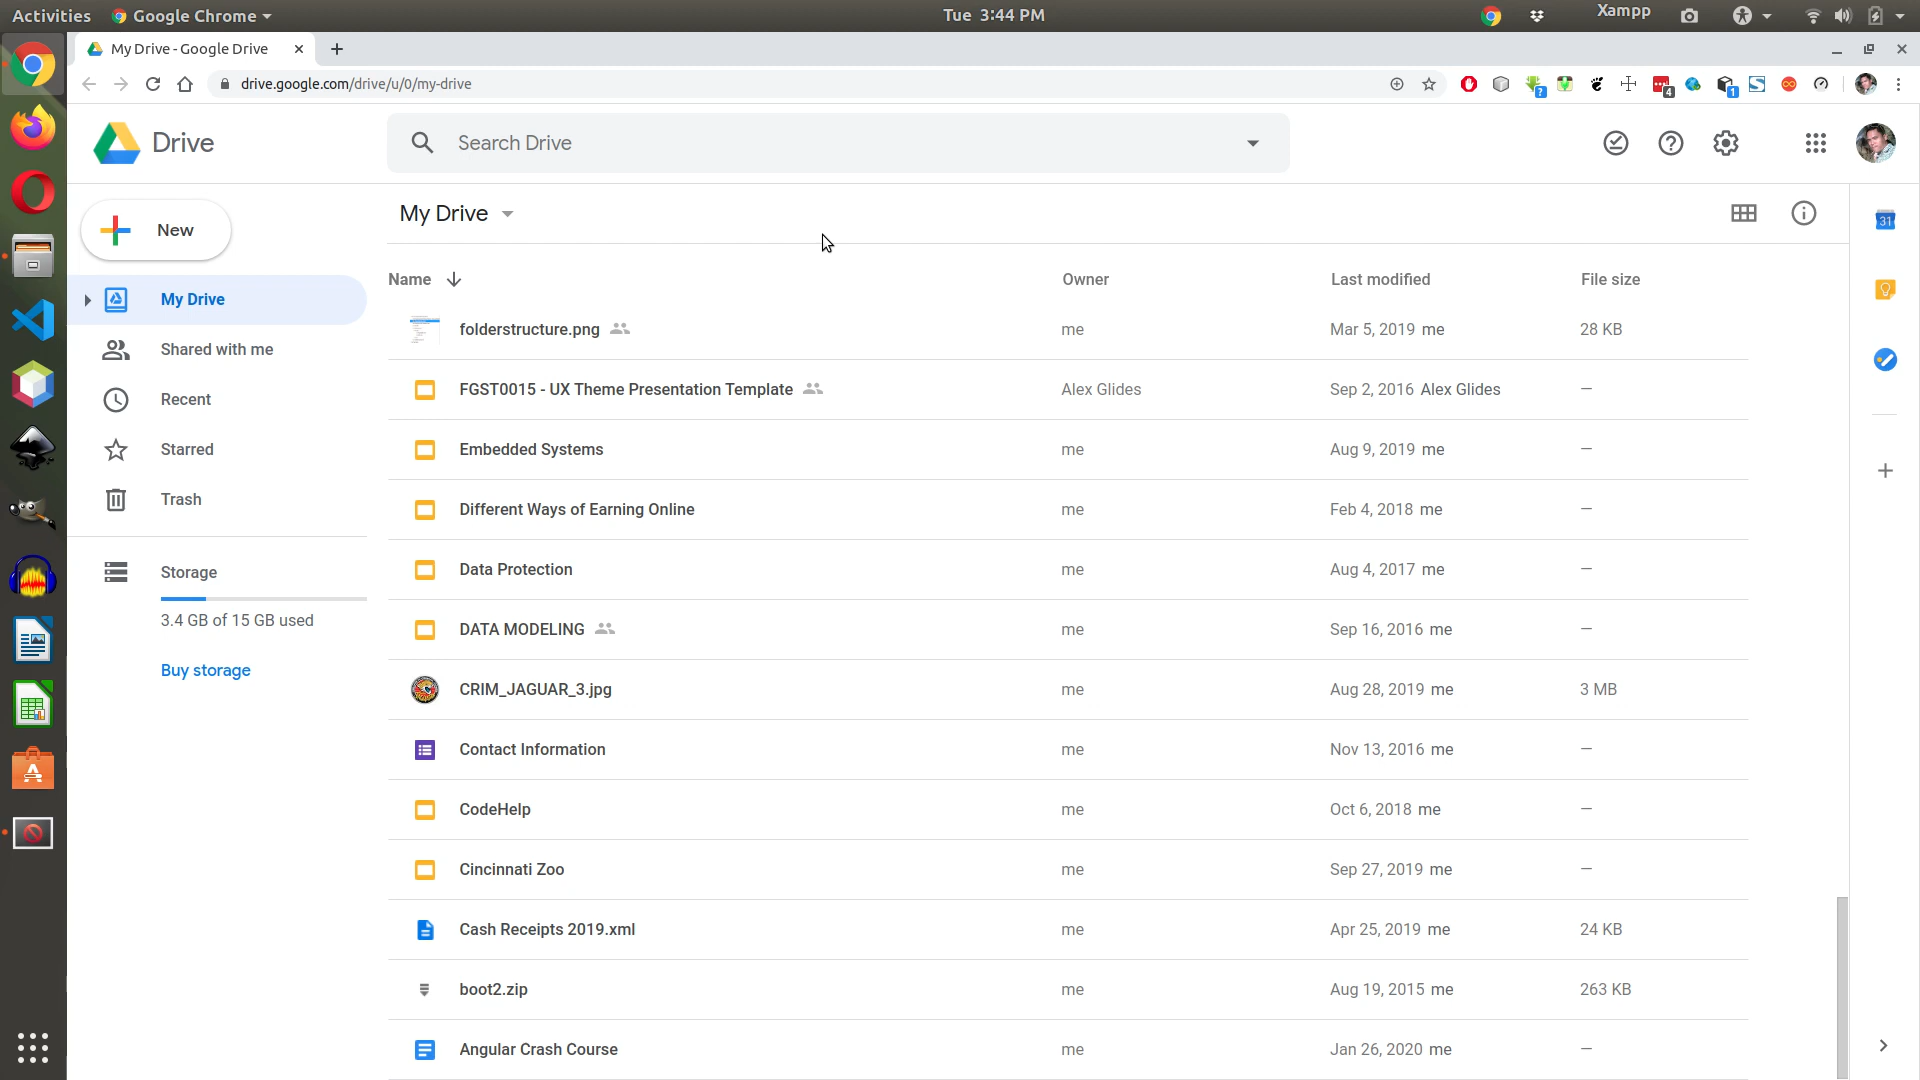 Activities Google Chrome Tue 3:44 PM Xampp
My Drive - Google Drive
drive.google.com/drive/u/0/my-drive ? 4 1
Drive Search Drive
New My Drive 31
Name Owner Last modified File size
My Drive
Shared with me
Recent
Starred
Trash
Storage
3.4 GB of 15 GB used
Buy storage
folderstructure.png me Mar 5, 2019 me 28 KB
FGST0015 - UX Theme Presentation Template Alex Glides Sep 2, 2016 Alex Glides —
Embedded Systems me Aug 9, 2019 me —
Different Ways of Earning Online me Feb 4, 2018 me —
Data Protection me Aug 4, 2017 me —
DATA MODELING me Sep 16, 2016 me —
CRIM_JAGUAR_3.jpg me Aug 28, 2019 me 3 MB
Contact Information me Nov 13, 2016 me —
CodeHelp me Oct 6, 2018 me —
Cincinnati Zoo me Sep 27, 2019 me —
Cash Receipts 2019.xml me Apr 25, 2019 me 24 KB
boot2.zip me Aug 19, 2015 me 263 KB
Angular Crash Course me Jan 26, 2020 me —